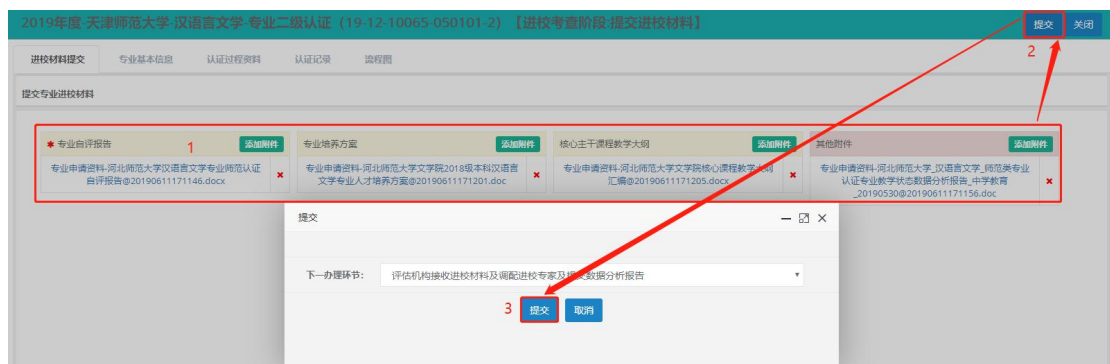 2019年度-天津师范大学-汉语言文学-专业二级认证（19-12-10065-050101-2）【进校考查阶段:提交进校材料】
提交 关闭
2
进校材料提交 专业基本信息 认证过程资料 认证记录 流程图
提交专业进校材料
1
* 专业自评报告 添加附件
专业申请资料-河北师范大学汉语言文学专业师范认证
自评报告@20190611171146.docx
专业培养方案 添加附件
专业申请资料-河北师范大学文学院2018级本科汉语言
文学专业人才培养方案@20190611171201.doc
核心主干课程教学大纲 添加附件
专业申请资料-河北师范大学文学院核心课程教学大纲
汇编@20190611171205.docx
其他附件 添加附件
专业申请资料-河北师范大学_汉语言文学_师范类专业
认证专业教学状态数据分析报告_中学教育
_20190530@20190611171156.doc
提交
下一办理环节： 评估机构接收进校材料及调配进校专家及提交数据分析报告
3 提交 取消